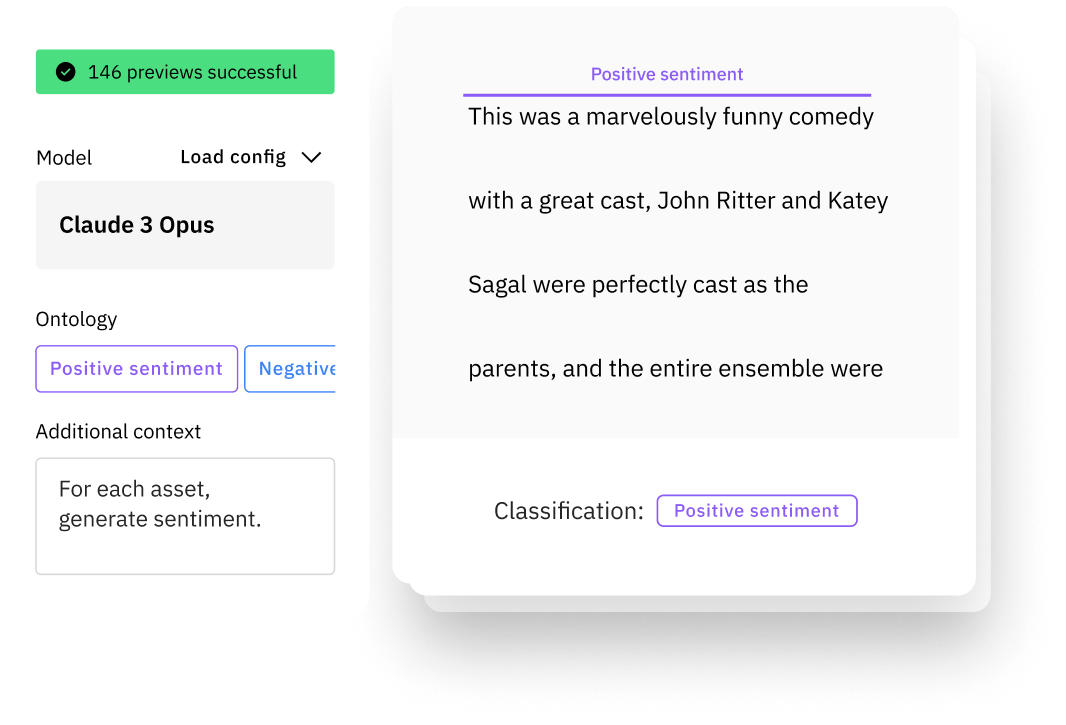 146 previews successful
Model
Load config
Claude 3 Opus
Ontology
Positive sentiment
Negative
Additional context
For each asset,
generate sentiment.
Positive sentiment
This was a marvelously funny comedy
with a great cast, John Ritter and Katey
Sagal were perfectly cast as the
parents, and the entire ensemble were
Classification:
Positive sentiment